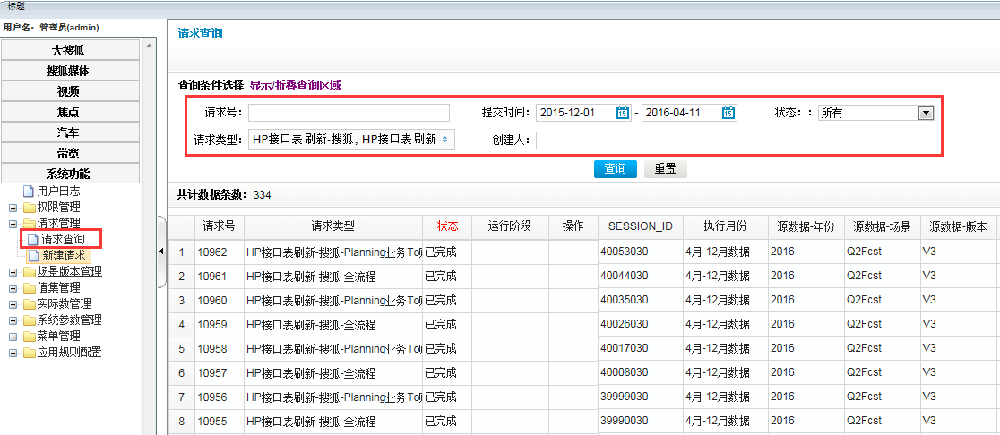 标题
用户名：管理员(admin)
大搜狐
搜狐媒体
视频
焦点
汽车
带宽
系统功能
用户日志
权限管理
请求管理
请求查询
新建请求
场景版本管理
值集管理
实际数管理
系统参数管理
菜单管理
应用规则配置
请求查询
查询条件选择 显示/折叠查询区域
请求号： 提交时间： 2015-12-01 - 2016-04-11 状态：： 所有
请求类型： HP接口表刷新-搜狐, HP接口表刷新 创建人：
查询 重置
共计数据条数： 334
请求号 请求类型 状态 运行阶段 操作 SESSION_ID 执行月份 源数据-年份 源数据-场景 源数据-版本
1 10962 HP接口表刷新-搜狐-Planning业务To 已完成 40053030 4月-12月数据 2016 Q2Fcst V3
2 10961 HP接口表刷新-搜狐-全流程 已完成 40044030 4月-12月数据 2016 Q2Fcst V3
3 10960 HP接口表刷新-搜狐-Planning业务To 已完成 40035030 4月-12月数据 2016 Q2Fcst V3
4 10959 HP接口表刷新-搜狐-全流程 已完成 40026030 4月-12月数据 2016 Q2Fcst V3
5 10958 HP接口表刷新-搜狐-Planning业务To 已完成 40017030 4月-12月数据 2016 Q2Fcst V3
6 10957 HP接口表刷新-搜狐-全流程 已完成 40008030 4月-12月数据 2016 Q2Fcst V3
7 10956 HP接口表刷新-搜狐-Planning业务To 已完成 39999030 4月-12月数据 2016 Q2Fcst V3
8 10955 HP接口表刷新-搜狐-全流程 已完成 39990030 4月-12月数据 2016 Q2Fcst V3